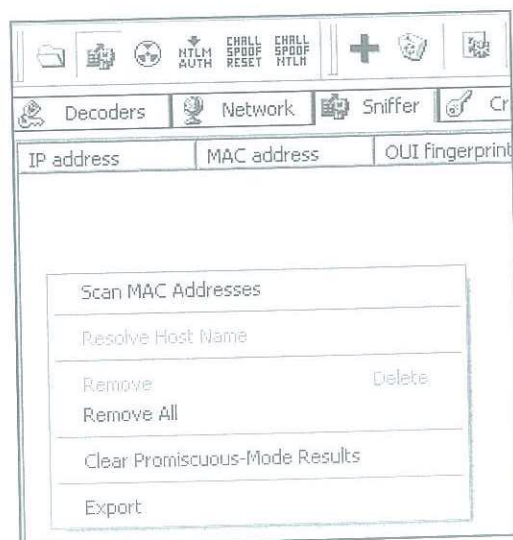 NTLM AUTH
CHALL SPOOF RESET
CHALL SPOOF NTLM
Decoders Network Sniffer Cr
IP address MAC address OUI fingerprint
Scan MAC Addresses
Resolve Host Name
Remove Delete
Remove All
Clear Promiscuous-Mode Results
Export